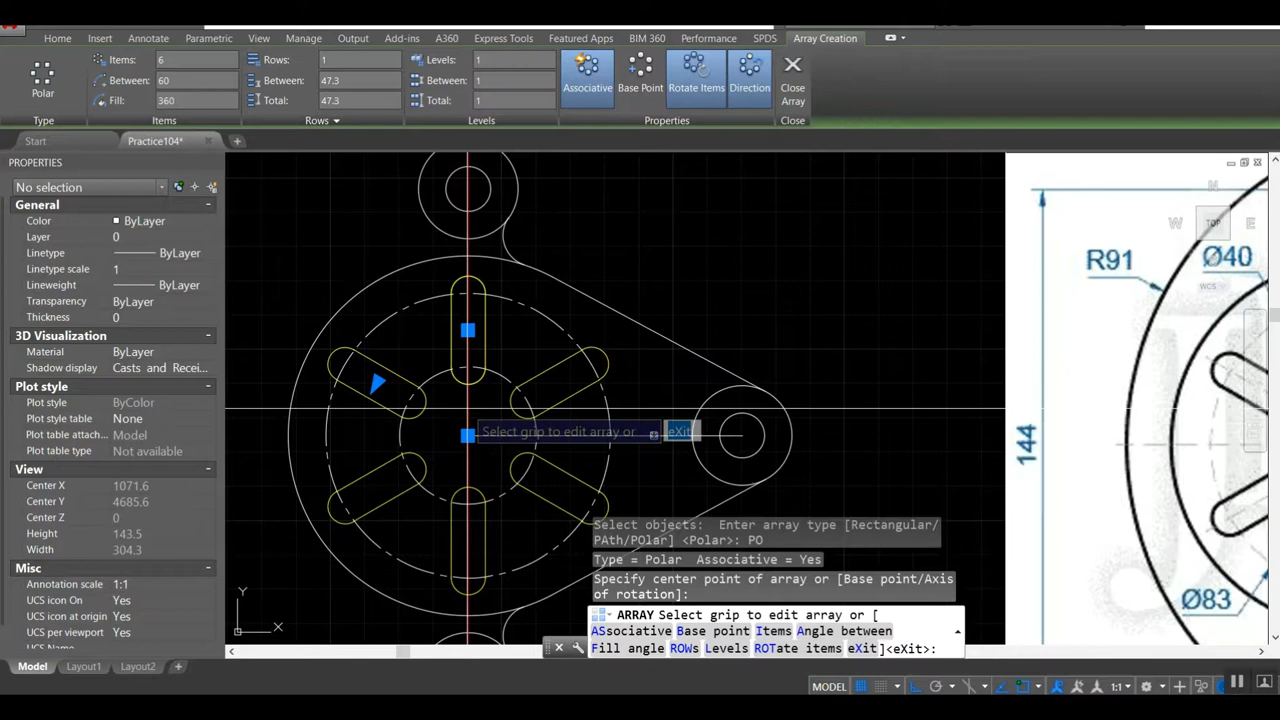 Home Insert Annotate Parametric View Manage Output Add-ins A360 Express Tools Featured Apps BIM 360 Performance SPDS Array Creation
Items: 6 Rows: 1 Levels: 1
Between: 60 Between: 47.3 Between: 1
Fill: 360 Total: 47.3 Total: 1
Polar Associative Base Point Rotate Items Direction Close Array
Type Items Rows Levels Properties Close
Start Practice104*
PROPERTIES
No selection
General
Color ByLayer
Layer 0
Linetype ByLayer
Linetype scale 1
Lineweight ByLayer
Transparency ByLayer
Thickness 0
3D Visualization
Material ByLayer
Shadow display Casts and Recei...
Plot style
Plot style ByColor
Plot style table None
Plot table attach... Model
Plot table type Not available
View
Center X 1071.6
Center Y 4685.6
Center Z 0
Height 143.5
Width 304.3
Misc
Annotation scale 1:1
UCS icon On Yes
UCS icon at origin Yes
UCS per viewport Yes
Y
X
Select grip to edit array or eXit
Select objects: Enter array type [Rectangular/
PAth/POlar] <Polar>: PO
Type = Polar Associative = Yes
Specify center point of array or [Base point/Axis
of rotation]:
ARRAY Select grip to edit array or [
ASsociative Base point Items Angle between
Fill angle ROWs Levels ROTate items eXit]<eXit>:
N
W TOP E
WCS
R91
Ø40
144
Ø83
Model Layout1 Layout2 +
MODEL 1:1